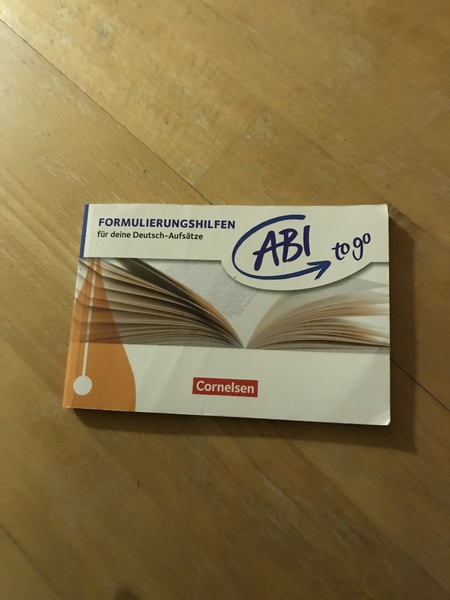 FORMULIERUNGSHILFEN
für deine Deutsch-Aufsätze
ABI to go
Cornelsen